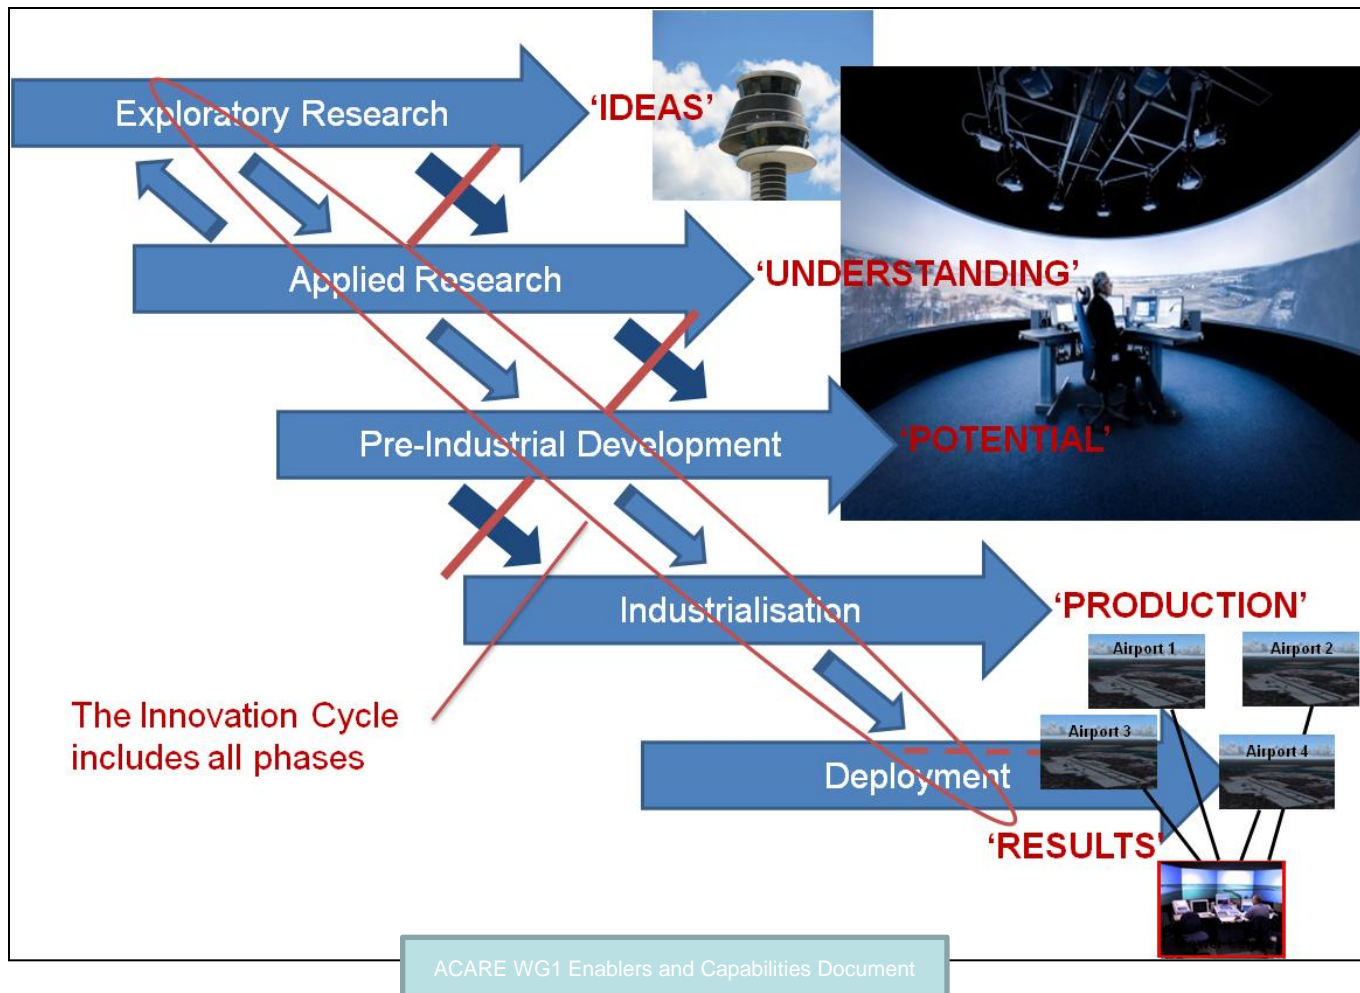 Exploratory Research
‘IDEAS’
Applied Research
‘UNDERSTANDING’
Pre-Industrial Development
‘POTENTIAL’
Industrialisation
‘PRODUCTION’
Airport 1
Airport 2
The Innovation Cycle
includes all phases
Airport 3
Airport 4
Deployment
‘RESULTS’
ACARE WG1 Enablers and Capabilities Document